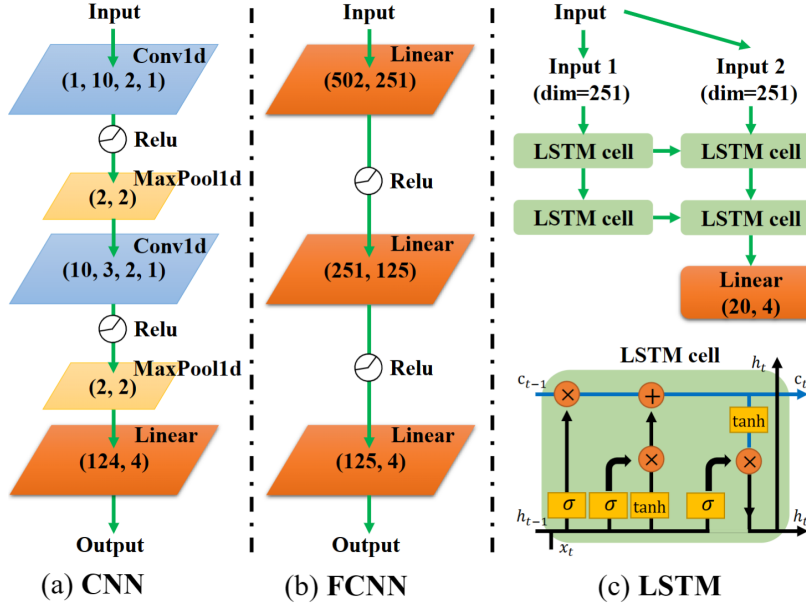 Input
Conv1d
(1, 10, 2, 1)
Relu
MaxPool1d
(2, 2)
Conv1d
(10, 3, 2, 1)
Relu
MaxPool1d
(2, 2)
Linear
(124, 4)
Output
(a) CNN
Input
Linear
(502, 251)
Relu
Linear
(251, 125)
Relu
Linear
(125, 4)
Output
(b) FCNN
Input
Input 1
(dim=251)
Input 2
(dim=251)
LSTM cell
LSTM cell
LSTM cell
LSTM cell
Linear
(20, 4)
LSTM cell
h_t
c_{t-1}
c_t
× + tanh
× ×
σ σ tanh σ
h_{t-1}
h_t
x_t
(c) LSTM